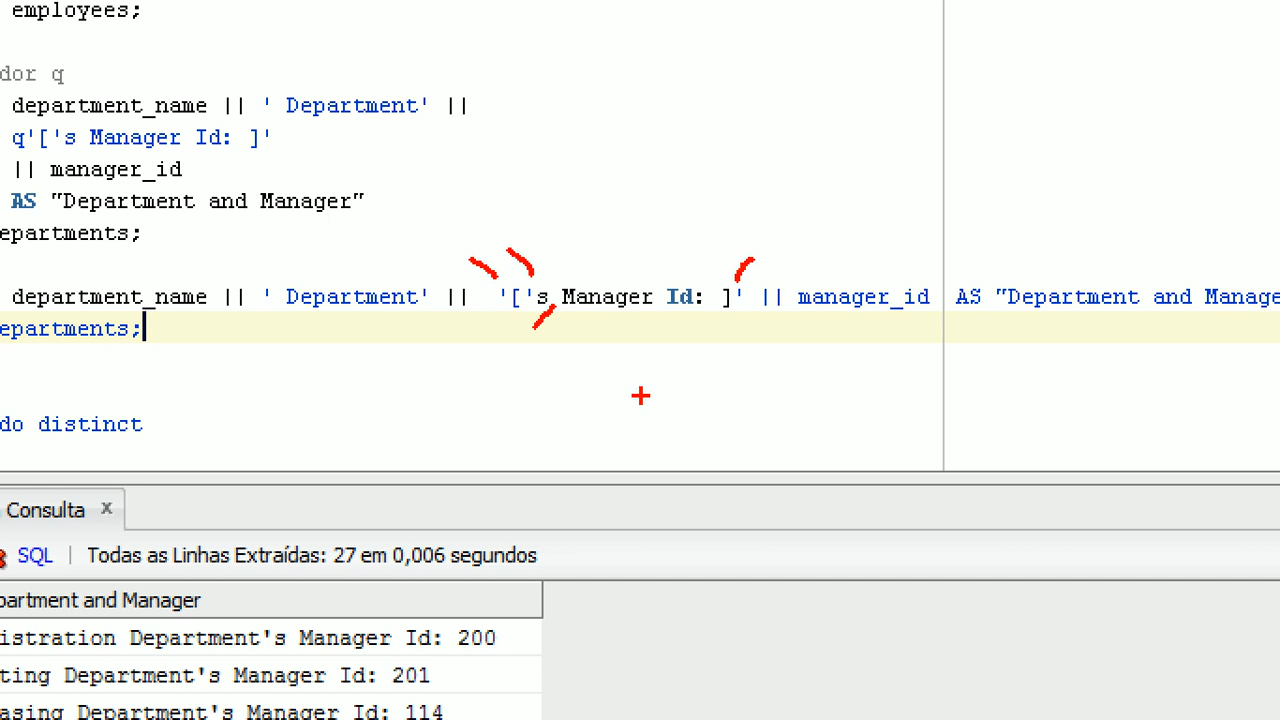 employees;
dor q
department_name || ' Department' ||
q'['s Manager Id: ]'
|| manager_id
AS "Department and Manager"
epartments;
department_name || ' Department' || '['s Manager Id: ]' || manager_id AS "Department and Manage
epartments;
do distinct
Consulta x
SQL | Todas as Linhas Extraídas: 27 em 0,006 segundos
partment and Manager
istration Department's Manager Id: 200
ting Department's Manager Id: 201
asing Department's Manager Id: 114